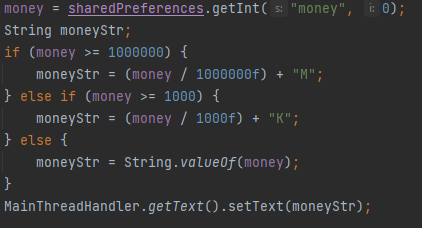 money = sharedPreferences.getInt( s: "money", i: 0);
String moneyStr;
if (money >= 1000000) {
    moneyStr = (money / 1000000f) + "M";
} else if (money >= 1000) {
    moneyStr = (money / 1000f) + "K";
} else {
    moneyStr = String.valueOf(money);
}
MainThreadHandler.getText().setText(moneyStr);